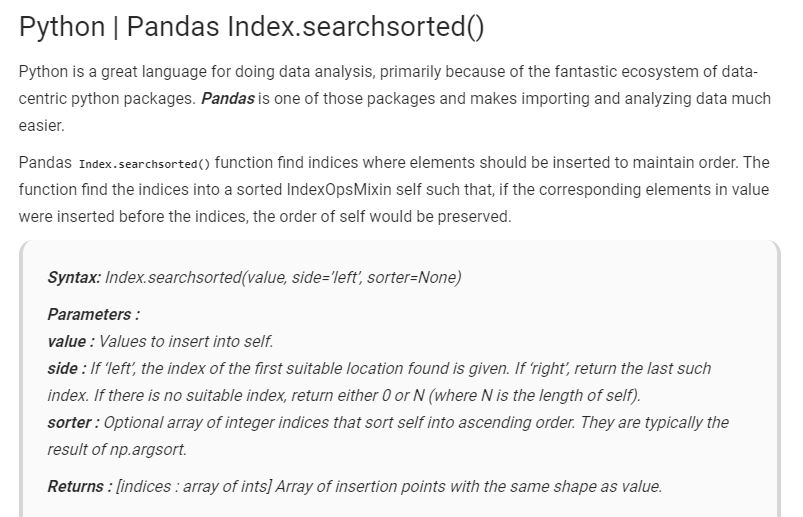 Python | Pandas Index.searchsorted()
Python is a great language for doing data analysis, primarily because of the fantastic ecosystem of data-
centric python packages. Pandas is one of those packages and makes importing and analyzing data much
easier.
Pandas Index.searchsorted() function find indices where elements should be inserted to maintain order. The
function find the indices into a sorted IndexOpsMixin self such that, if the corresponding elements in value
were inserted before the indices, the order of self would be preserved.
Syntax: Index.searchsorted(value, side=’left’, sorter=None)
Parameters :
value : Values to insert into self.
side : If ‘left’, the index of the first suitable location found is given. If ‘right’, return the last such
index. If there is no suitable index, return either 0 or N (where N is the length of self).
sorter : Optional array of integer indices that sort self into ascending order. They are typically the
result of np.argsort.
Returns : [indices : array of ints] Array of insertion points with the same shape as value.